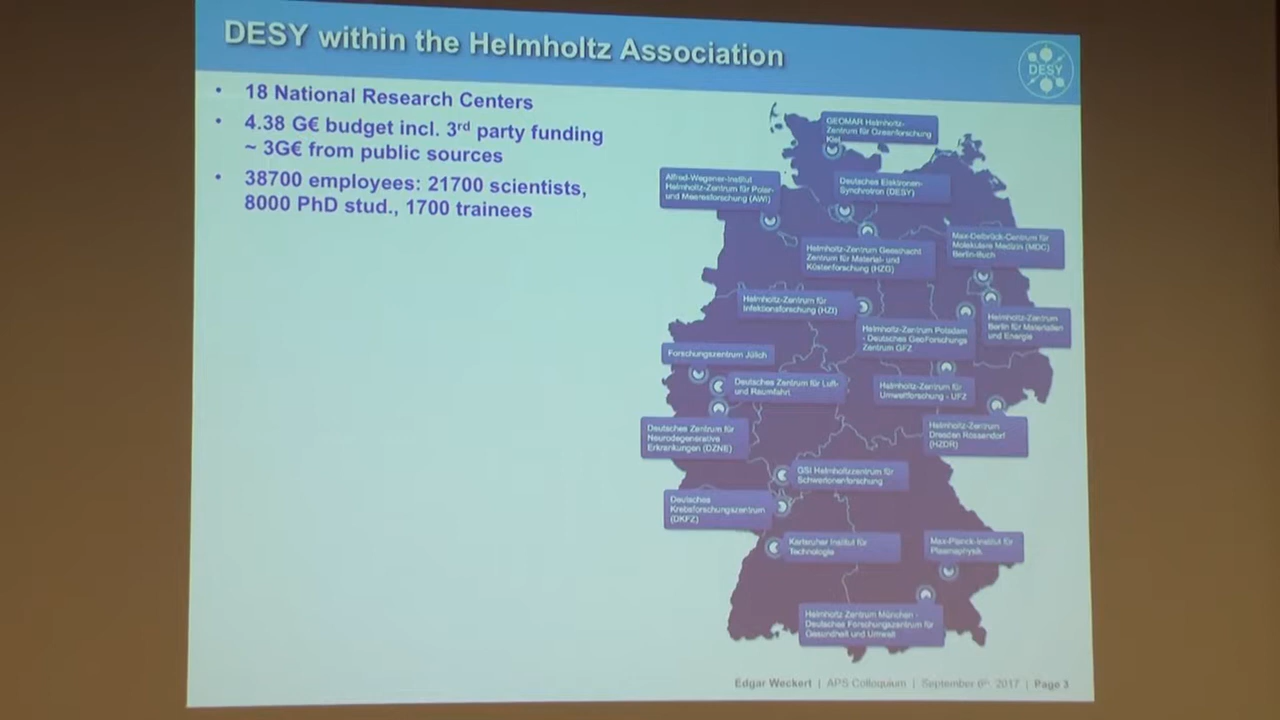 DESY within the Helmholtz Association
DESY
• 18 National Research Centers
• 4.38 G€ budget incl. 3rd party funding
~ 3G€ from public sources
• 38700 employees: 21700 scientists,
8000 PhD stud., 1700 trainees
GEOMAR Helmholtz-
Zentrum für Ozeanforschung
Kiel
Alfred-Wegener-Institut
Helmholtz-Zentrum für Polar-
und Meeresforschung (AWI)
Deutsches Elektronen-
Synchrotron (DESY)
Helmholtz-Zentrum Geesthacht
Zentrum für Material- und
Küstenforschung (HZG)
Max-Delbrück-Centrum für
Molekulare Medizin (MDC)
Berlin-Buch
Helmholtz-Zentrum für
Infektionsforschung (HZI)
Helmholtz-Zentrum
Berlin für Materialien
und Energie
Helmholtz-Zentrum Potsdam
- Deutsches GeoForschungs
Zentrum GFZ
Forschungszentrum Jülich
Deutsches Zentrum für Luft-
und Raumfahrt
Helmholtz-Zentrum für
Umweltforschung - UFZ
Deutsches Zentrum für
Neurodegenerative
Erkrankungen (DZNE)
Helmholtz-Zentrum
Dresden Rossendorf
(HZDR)
GSI Helmholtzzentrum für
Schwerionenforschung
Deutsches
Krebsforschungszentrum
(DKFZ)
Karlsruher Institut für
Technologie
Max-Planck-Institut für
Plasmaphysik
Helmholtz Zentrum München -
Deutsches Forschungszentrum für
Gesundheit und Umwelt
Edgar Weckert | APS Colloquium | September 6th, 2017 | Page 3